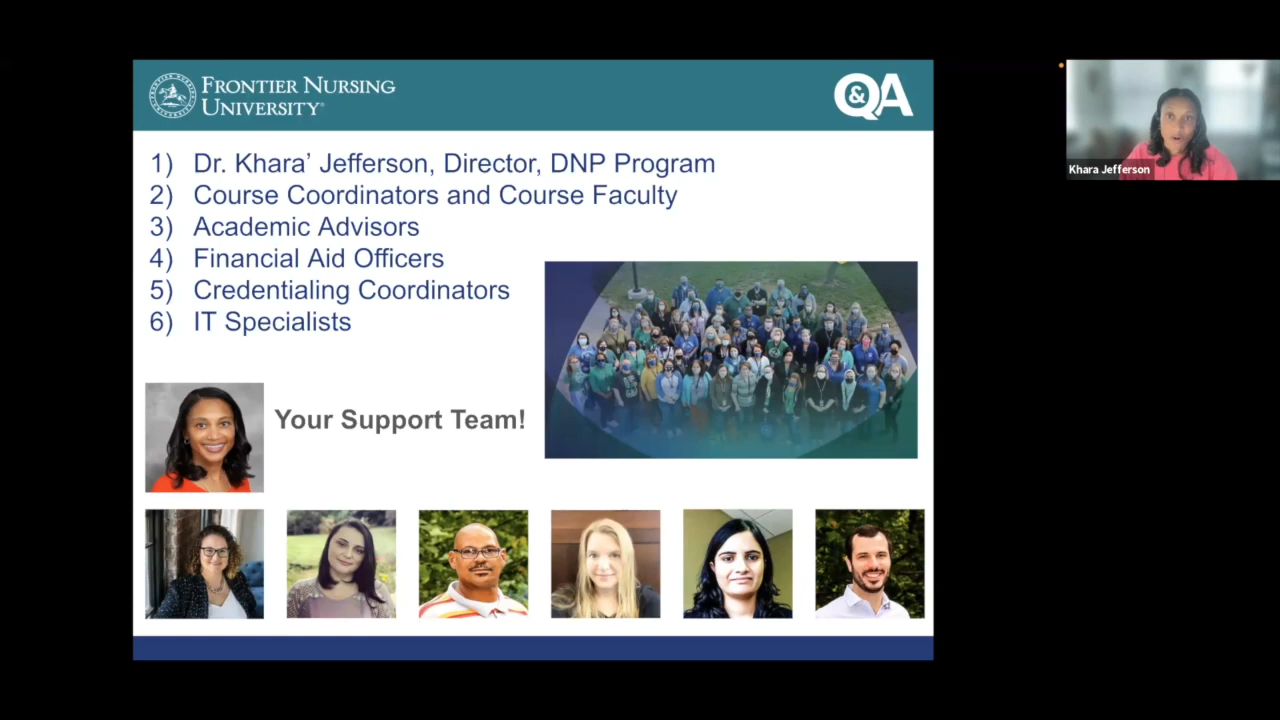 FRONTIER NURSING
UNIVERSITY®
Q&A
1) Dr. Khara’ Jefferson, Director, DNP Program
2) Course Coordinators and Course Faculty
3) Academic Advisors
4) Financial Aid Officers
5) Credentialing Coordinators
6) IT Specialists
Your Support Team!
Khara Jefferson